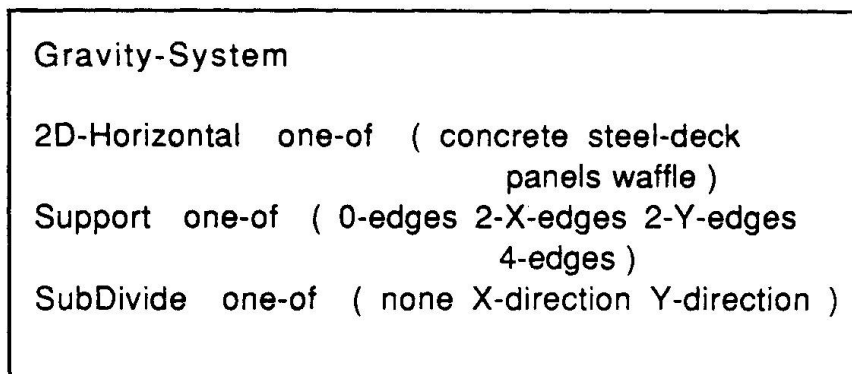 Gravity-System
2D-Horizontal one-of ( concrete steel-deck
panels waffle )
Support one-of ( 0-edges 2-X-edges 2-Y-edges
4-edges )
SubDivide one-of ( none X-direction Y-direction )